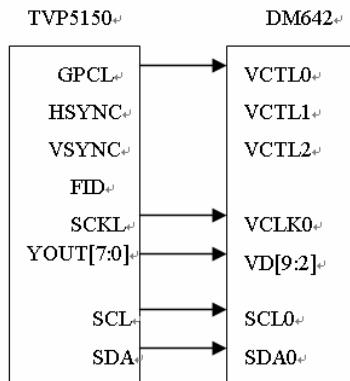 TVP5150 DM642
GPCL VCTL0
HSYNC VCTL1
VSYNC VCTL2
FID
SCKL VCLK0
YOUT[7:0] VD[9:2]
SCL SCL0
SDA SDA0